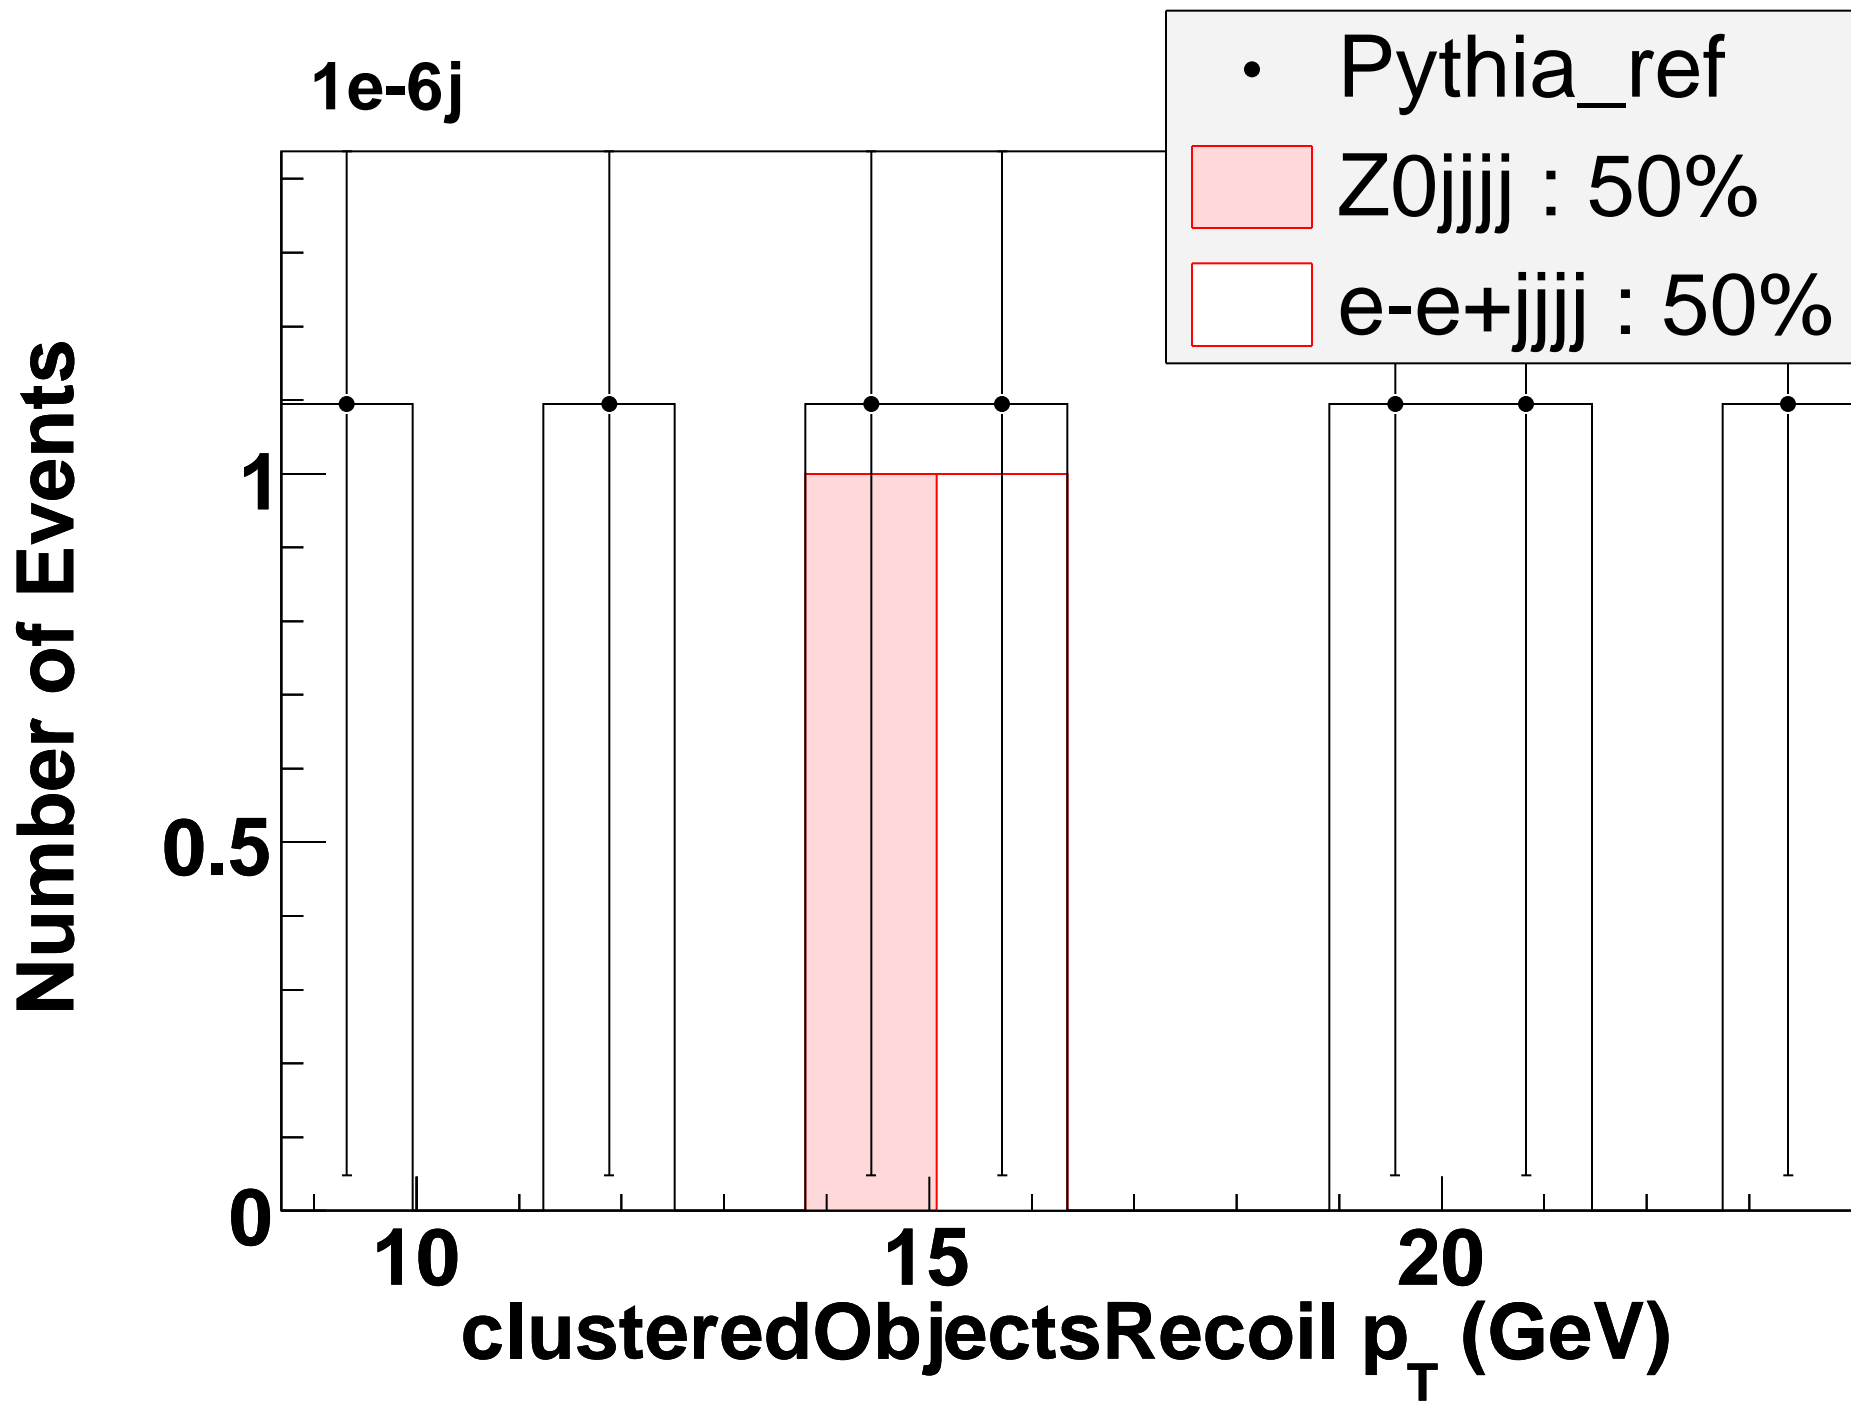 1e-6j
Pythia_ref
Z0jjjj : 50%
e-e+jjjj : 50%
Number of Events
1
0.5
0
10 15 20
clusteredObjectsRecoil p_T (GeV)